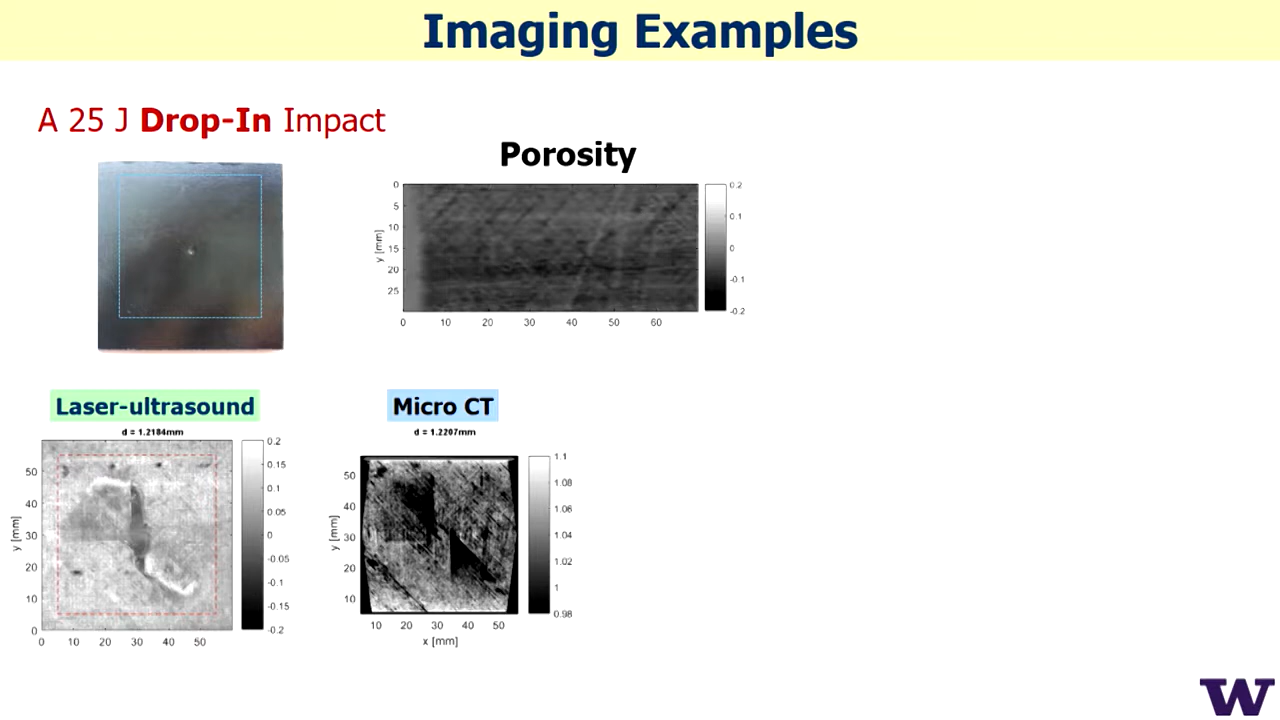 Imaging Examples
A 25 J Drop-In Impact
Porosity
0
5
10
15
20
25
y [mm]
0 10 20 30 40 50 60
0.2
0.1
0
-0.1
-0.2
Laser-ultrasound
d = 1.2184mm
50
40
30
20
10
0
y [mm]
0 10 20 30 40 50
0.2
0.15
0.1
0.05
0
-0.05
-0.1
-0.15
-0.2
Micro CT
d = 1.2207mm
50
40
30
20
10
y [mm]
10 20 30 40 50
x [mm]
1.1
1.08
1.06
1.04
1.02
1
0.98
W